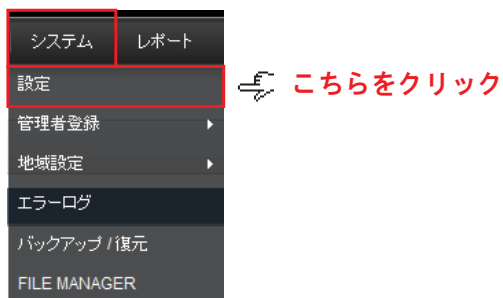 システム レポート
設定 こちらをクリック
管理者登録
地域設定
エラーログ
バックアップ / 復元
FILE MANAGER